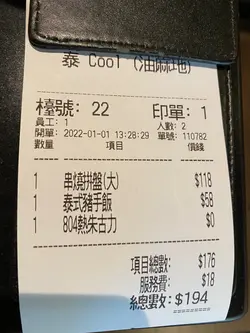 泰 Cool (油麻地)
檯號: 22 印單: 1
員工: 1 人數: 2
開單: 2022-01-01 13:28:29 單號: 110782
數量 項目 價錢
1 串燒拼盤(大) $118
1 泰式豬手飯 $58
1 804熱朱古力 $0
項目總數: $176
服務費: $18
總數: $194